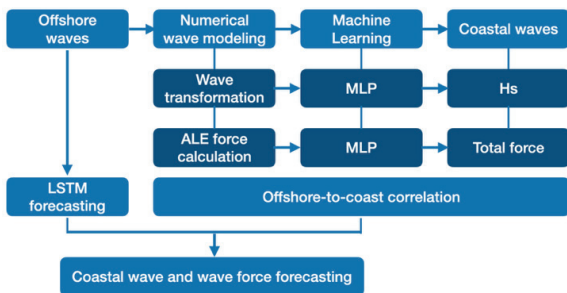 Offshore
waves
Numerical
wave modeling
Machine
Learning
Coastal waves
Wave
transformation
MLP
Hs
ALE force
calculation
MLP
Total force
LSTM
forecasting
Offshore-to-coast correlation
Coastal wave and wave force forecasting